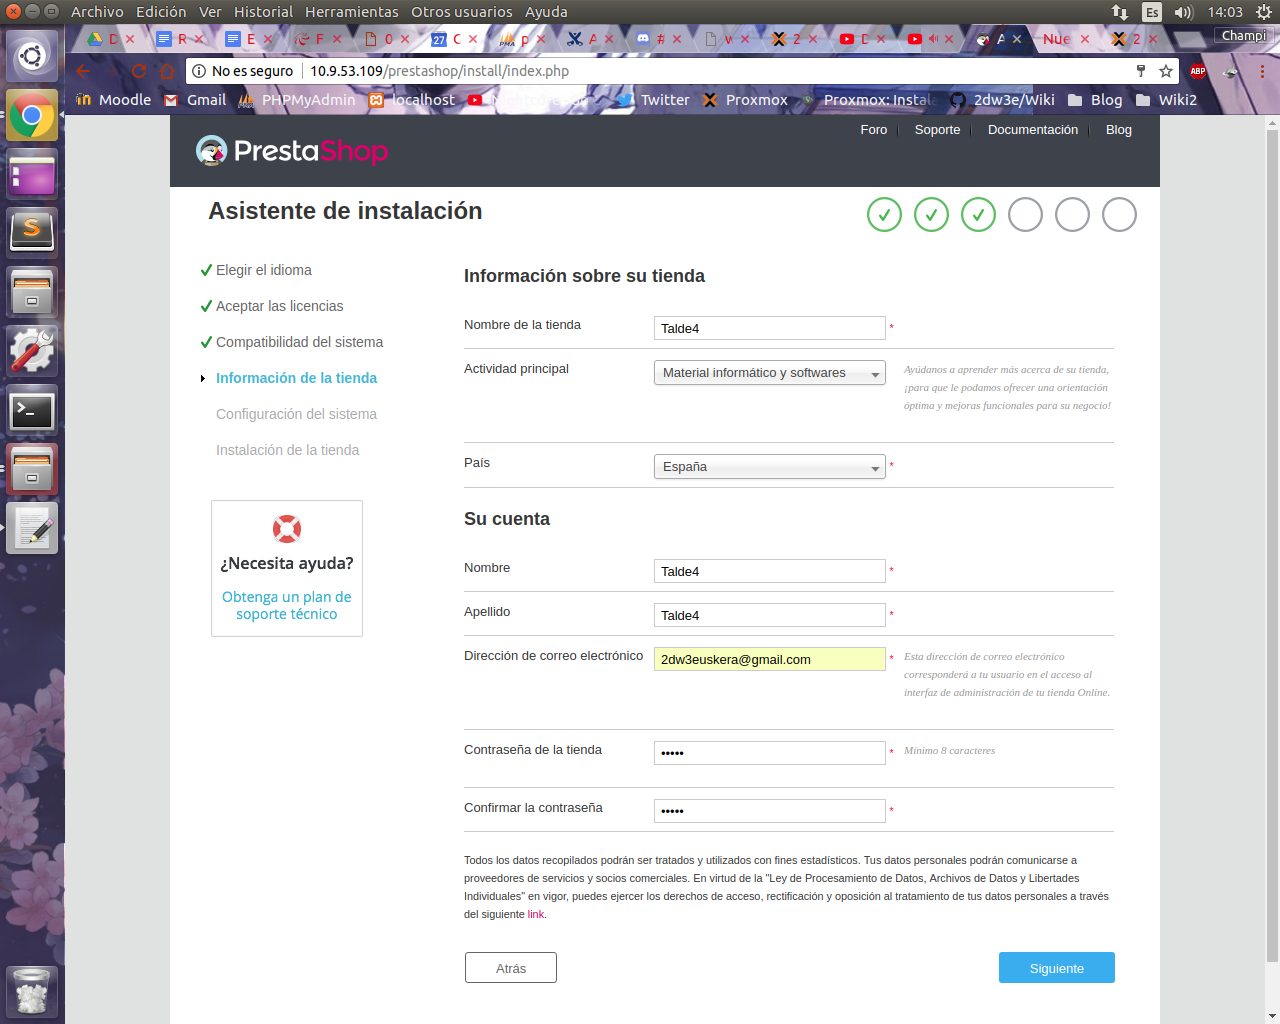 Archivo Edición Ver Historial Herramientas Otros usuarios Ayuda Es 14:03
D R E F 0 27 C p A # w 2 D A Nue 2 Champi
No es seguro 10.9.53.109/prestashop/install/index.php ABP
Moodle Gmail PHPMyAdmin localhost Twitter Proxmox Proxmox: Instala 2dw3e/Wiki Blog Wiki2
Foro Soporte Documentación Blog
PrestaShop
Asistente de instalación
Elegir el idioma
Aceptar las licencias
Compatibilidad del sistema
Información de la tienda
Configuración del sistema
Instalación de la tienda
¿Necesita ayuda?
Obtenga un plan de
soporte técnico
Información sobre su tienda
Nombre de la tienda Talde4 *
Actividad principal Material informático y softwares
Ayúdanos a aprender más acerca de su tienda,
¡para que le podamos ofrecer una orientación
óptima y mejoras funcionales para su negocio!
País España *
Su cuenta
Nombre Talde4 *
Apellido Talde4 *
Dirección de correo electrónico 2dw3euskera@gmail.com *
Esta dirección de correo electrónico
corresponderá a tu usuario en el acceso al
interfaz de administración de tu tienda Online.
Contraseña de la tienda ••••• * Mínimo 8 caracteres
Confirmar la contraseña ••••• *
Todos los datos recopilados podrán ser tratados y utilizados con fines estadísticos. Tus datos personales podrán comunicarse a
proveedores de servicios y socios comerciales. En virtud de la "Ley de Procesamiento de Datos, Archivos de Datos y Libertades
Individuales" en vigor, puedes ejercer los derechos de acceso, rectificación y oposición al tratamiento de tus datos personales a través
del siguiente link.
Atrás Siguiente